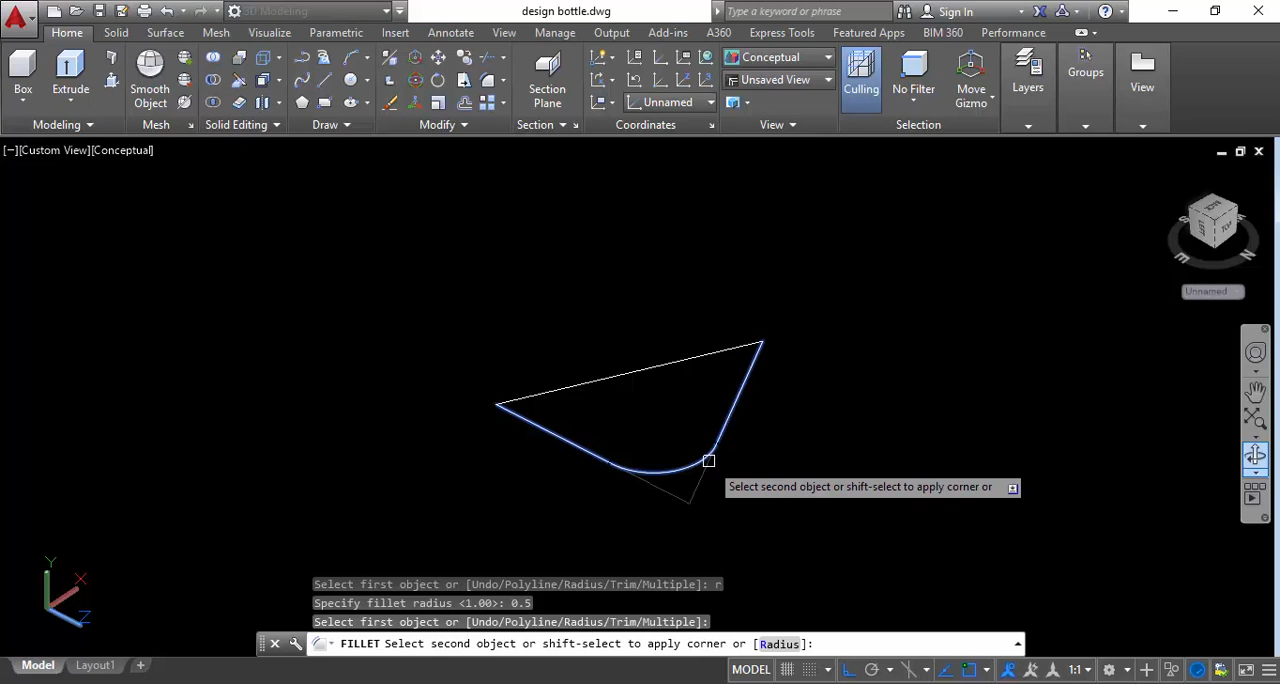 3D Modeling
design bottle.dwg
Type a keyword or phrase
Sign In
Home Solid Surface Mesh Visualize Parametric Insert Annotate View Manage Output Add-ins A360 Express Tools Featured Apps BIM 360 Performance
Box
Extrude
Smooth
Object
Section
Plane
Conceptual
Unsaved View
Unnamed
Culling
No Filter
Move
Gizmo
Layers
Groups
View
Modeling Mesh Solid Editing Draw Modify Section Coordinates View Selection
[−][Custom View][Conceptual]
BACK
LEFT
TOP
S
E
N
Unnamed
Select second object or shift-select to apply corner or
Y
X
Z
Select first object or [Undo/Polyline/Radius/Trim/Multiple]: r
Specify fillet radius <1.00>: 0.5
Select first object or [Undo/Polyline/Radius/Trim/Multiple]:
FILLET Select second object or shift-select to apply corner or [Radius]:
Model Layout1 +
MODEL
1:1